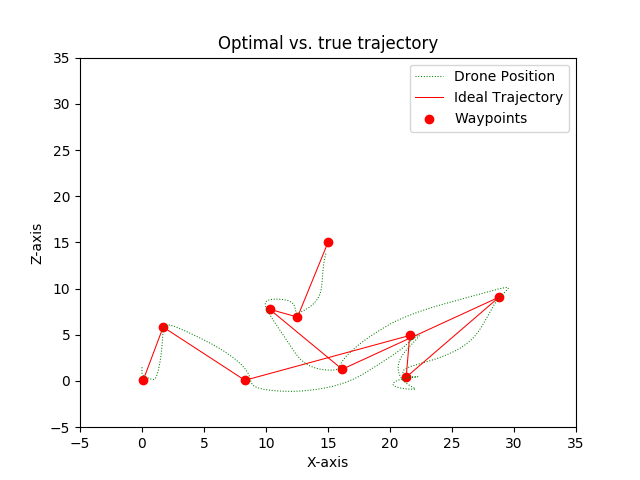 Optimal vs. true trajectory
Drone Position
Ideal Trajectory
Waypoints
Z-axis
35
30
25
20
15
10
5
0
−5
−5 0 5 10 15 20 25 30 35
X-axis